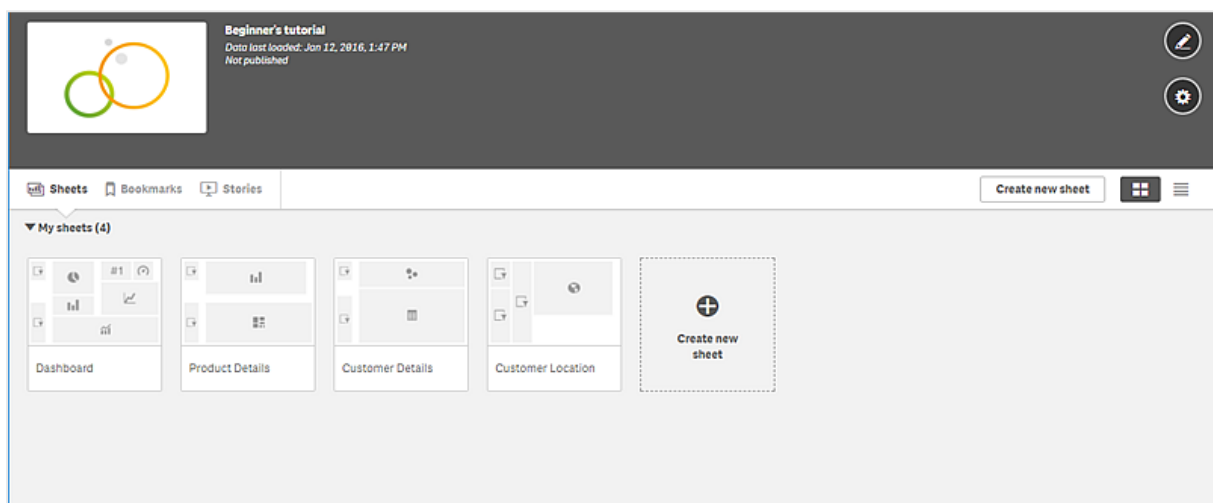 Beginner's tutorial
Data last loaded: Jan 12, 2016, 1:47 PM
Not published
Sheets
Bookmarks
Stories
Create new sheet
My sheets (4)
#1
Dashboard
Product Details
Customer Details
Customer Location
Create new
sheet